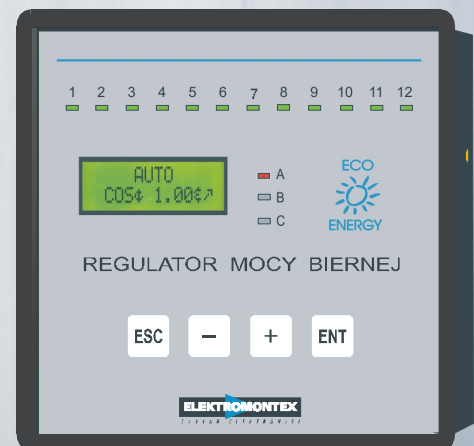 1 2 3 4 5 6 7 8 9 10 11 12
AUTO
COSφ 1.00¢↗
A
B
C
ECO
ENERGY
REGULATOR MOCY BIERNEJ
ESC − + ENT
ELEKTROMONTEX